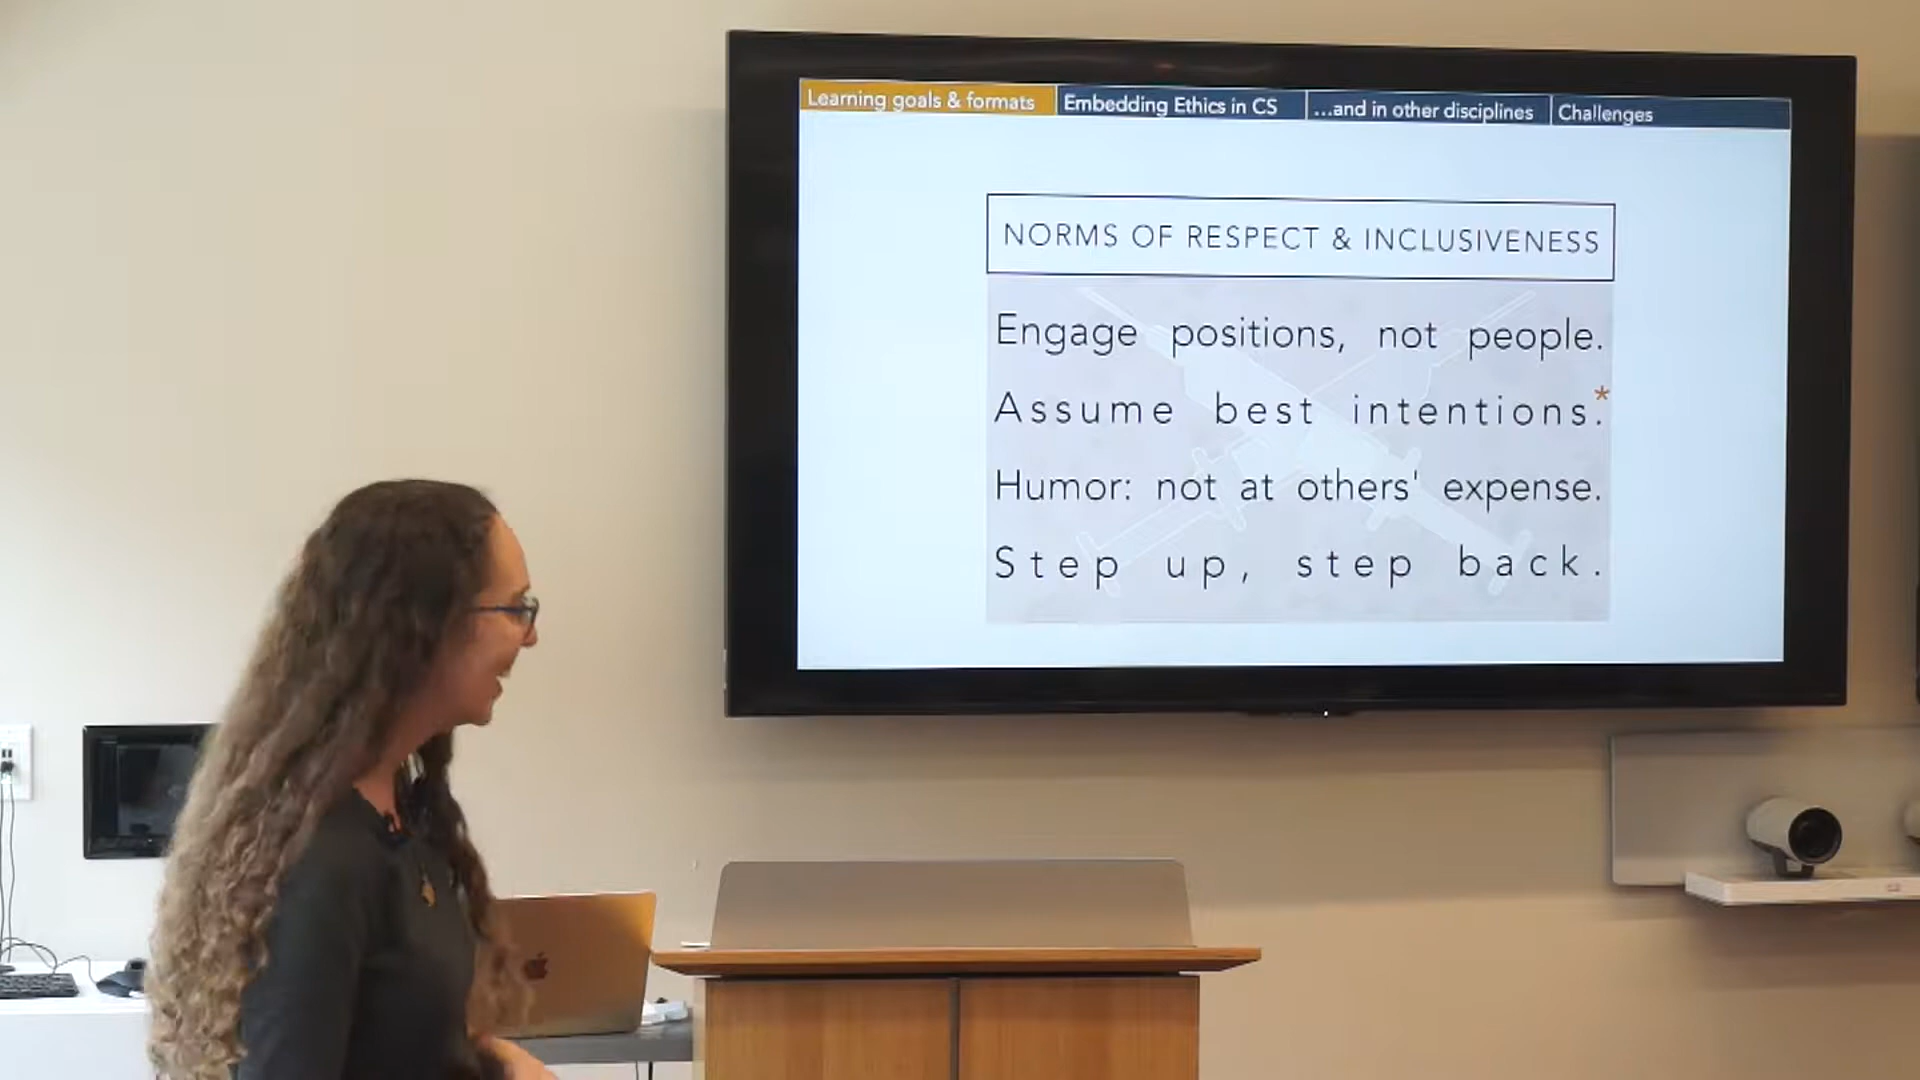 Learning goals & formats
Embedding Ethics in CS
...and in other disciplines
Challenges
NORMS OF RESPECT & INCLUSIVENESS
Engage positions, not people.
Assume best intentions.*
Humor: not at others' expense.
Step up, step back.